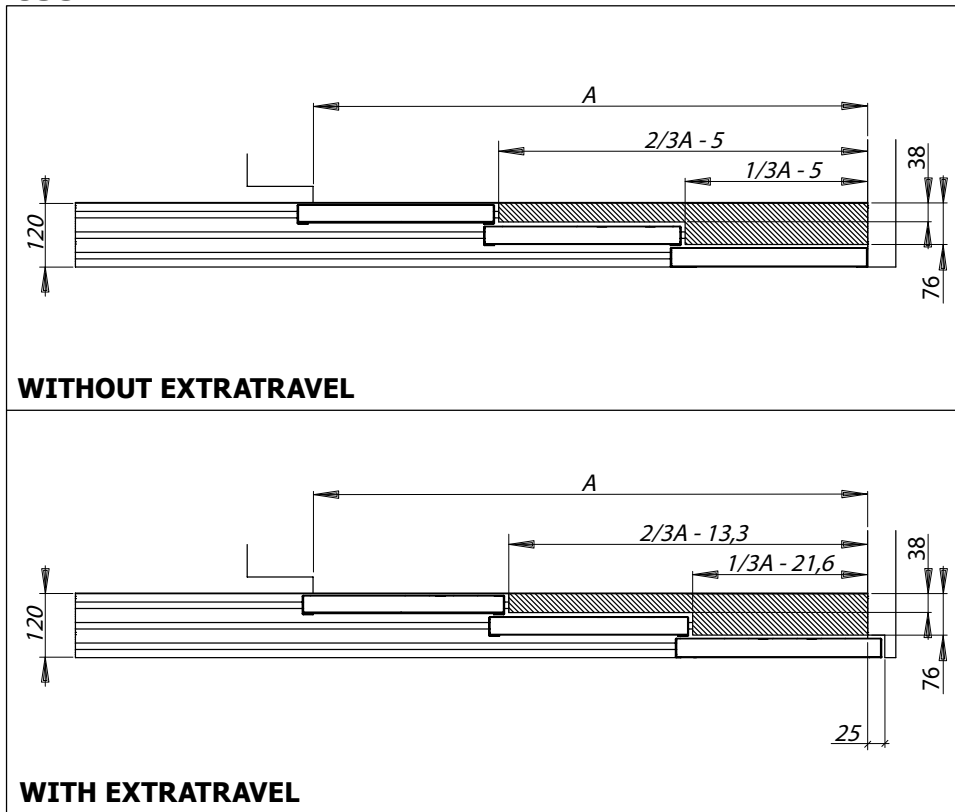 A
2/3A - 5
1/3A - 5
38
120
76
WITHOUT EXTRATRAVEL
A
2/3A - 13,3
1/3A - 21,6
38
120
76
25
WITH EXTRATRAVEL